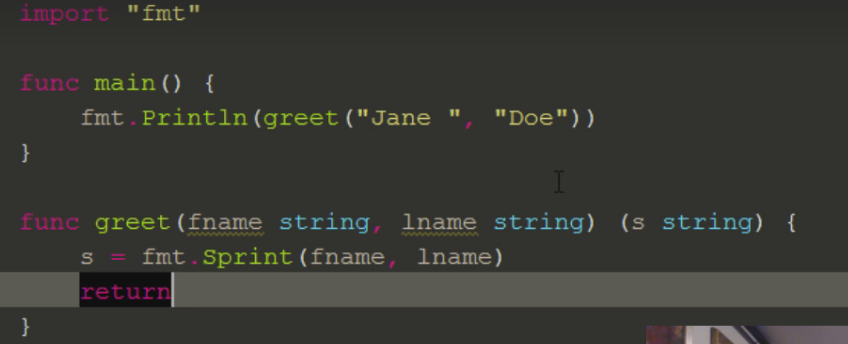 import "fmt"
func main() {
fmt.Println(greet("Jane ", "Doe"))
}
func greet(fname string, lname string) (s string) {
s = fmt.Sprint(fname, lname)
return
}